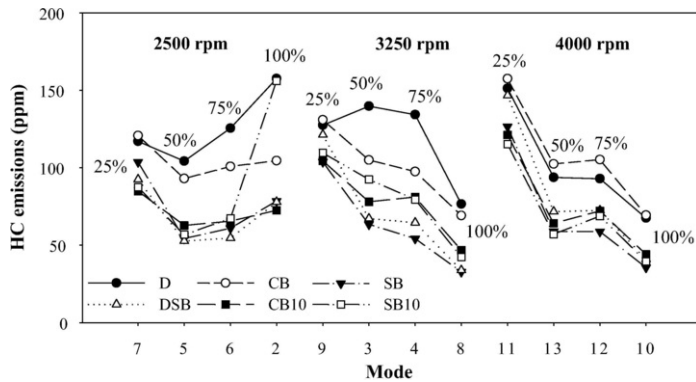 200
2500 rpm 3250 rpm 4000 rpm
100%
25%
50%
75%
50%
75%
25%
150
HC emissions (ppm)
50% 75%
25%
100
100%
100%
50
D CB SB
DSB CB10 SB10
0
7 5 6 2 9 3 4 8 11 13 12 10
Mode